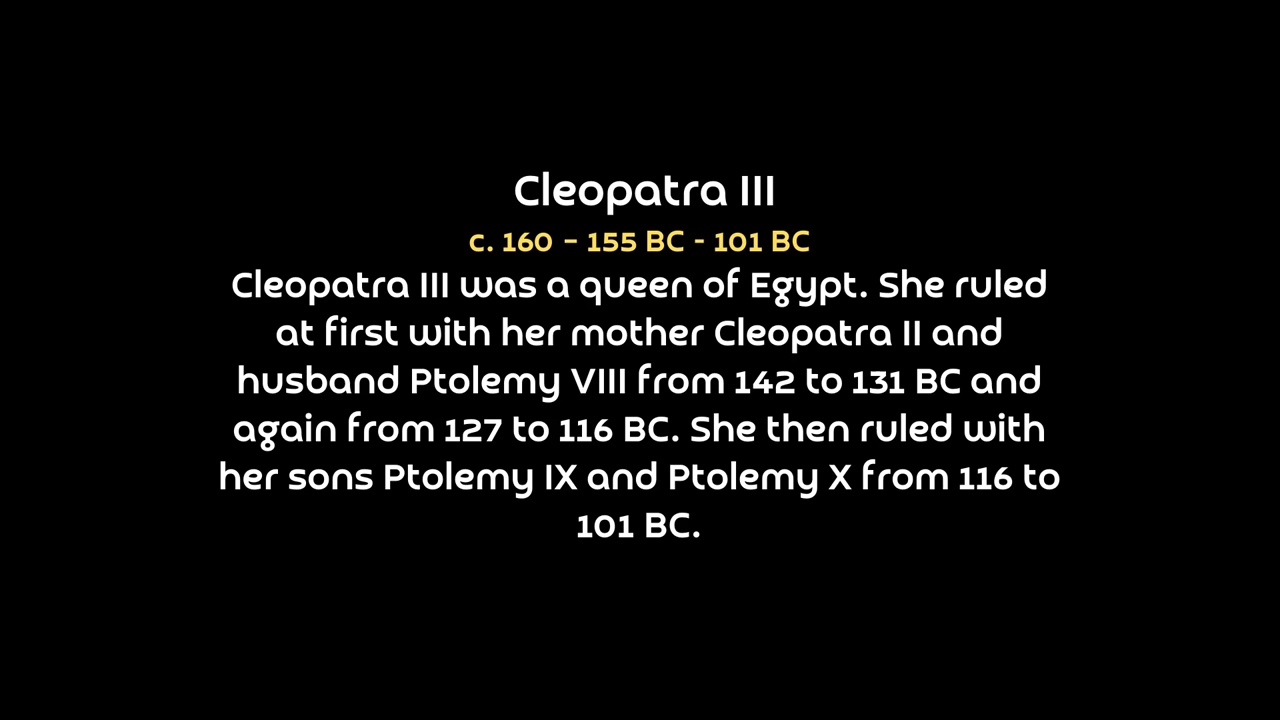 Cleopatra III
c. 160 – 155 BC - 101 BC
Cleopatra III was a queen of Egypt. She ruled
at first with her mother Cleopatra II and
husband Ptolemy VIII from 142 to 131 BC and
again from 127 to 116 BC. She then ruled with
her sons Ptolemy IX and Ptolemy X from 116 to
101 BC.